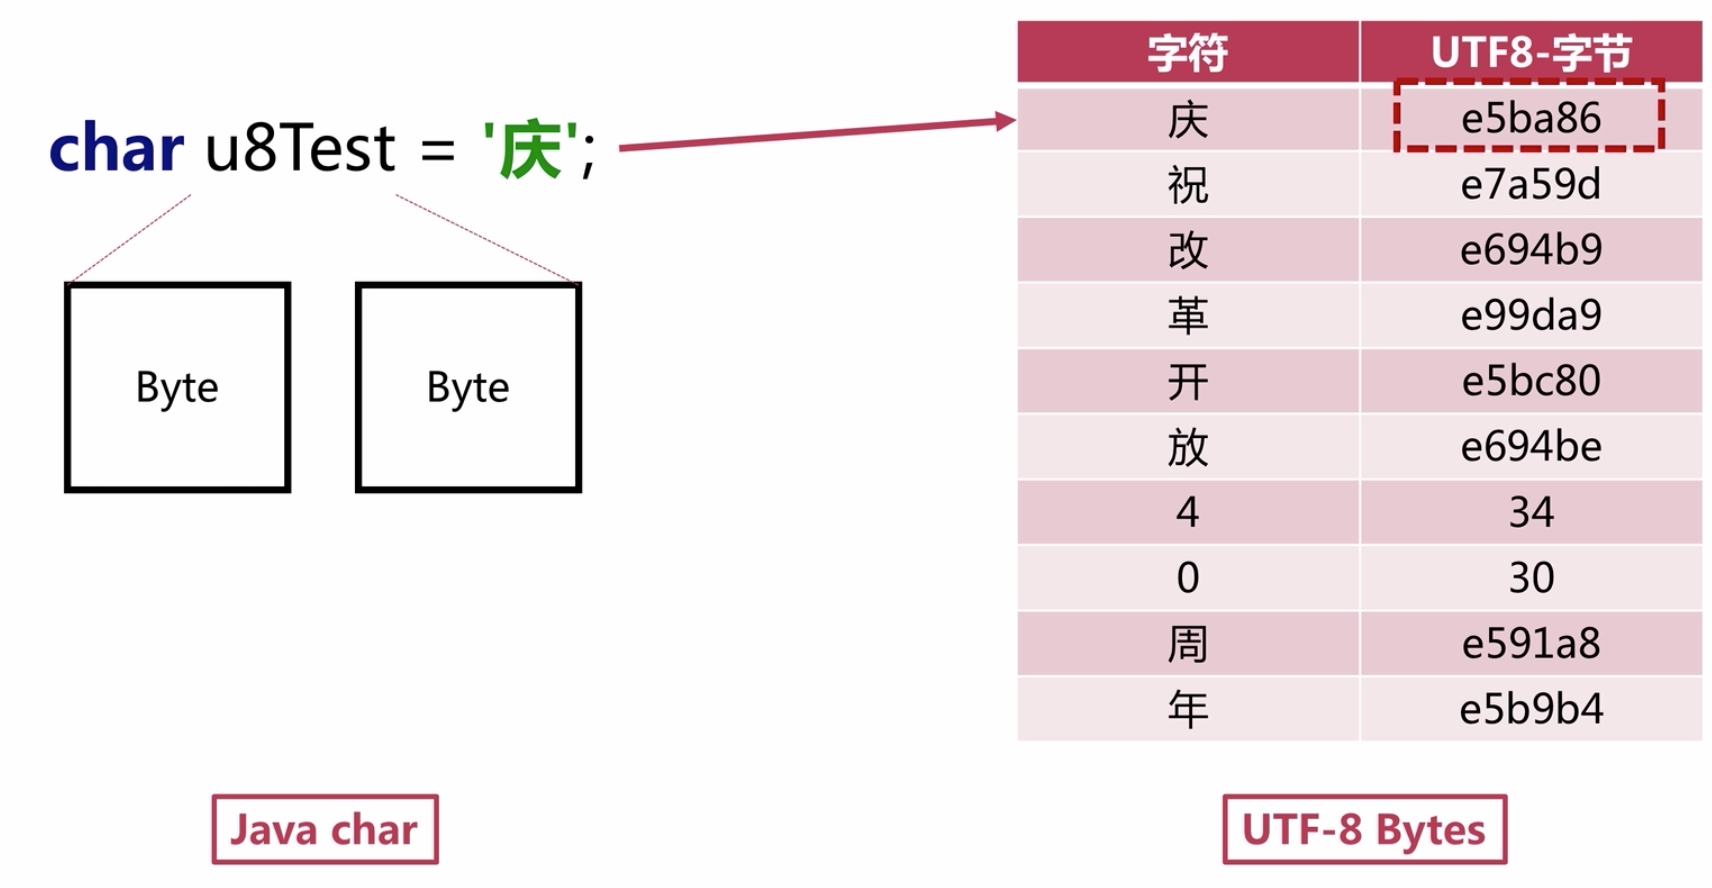 char u8Test = '庆';
Byte Byte
Java char
字符 UTF8-字节
庆 e5ba86
祝 e7a59d
改 e694b9
革 e99da9
开 e5bc80
放 e694be
4 34
0 30
周 e591a8
年 e5b9b4
UTF-8 Bytes